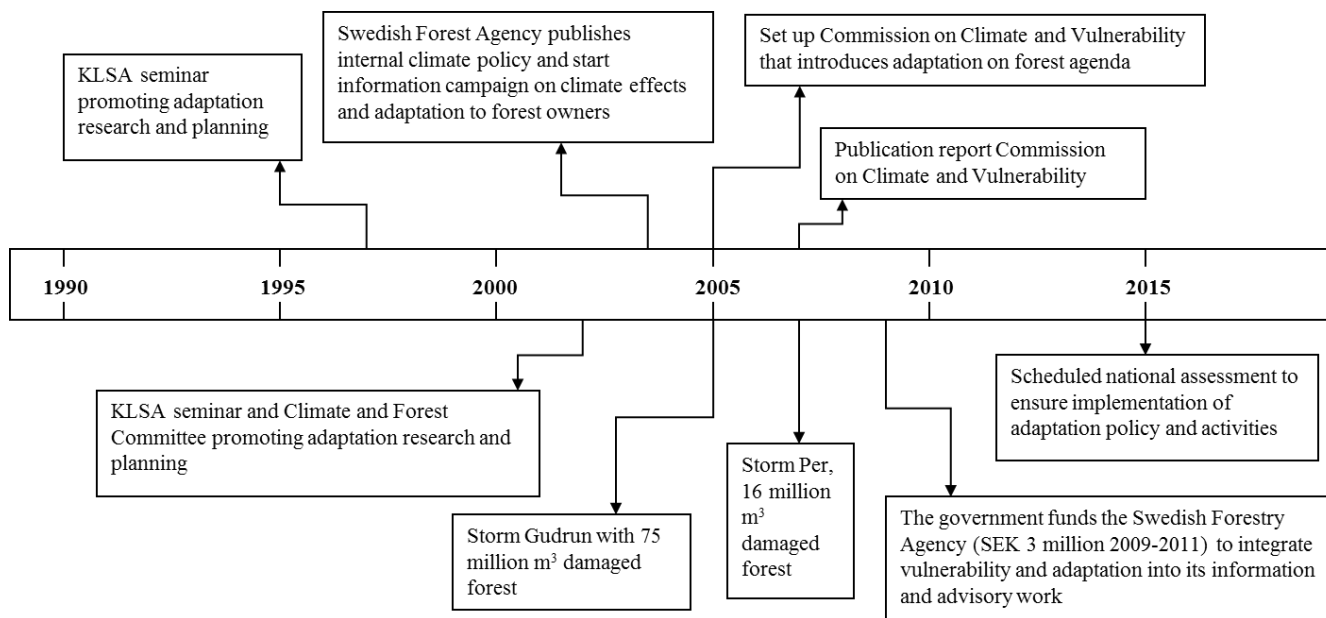 KLSA seminar
promoting adaptation
research and planning
Swedish Forest Agency publishes
internal climate policy and start
information campaign on climate effects
and adaptation to forest owners
Set up Commission on Climate and Vulnerability
that introduces adaptation on forest agenda
Publication report Commission
on Climate and Vulnerability
1990 1995 2000 2005 2010 2015
KLSA seminar and Climate and Forest
Committee promoting adaptation research and
planning
Storm Gudrun with 75
million m³ damaged
forest
Storm Per,
16 million
m³
damaged
forest
Scheduled national assessment to
ensure implementation of
adaptation policy and activities
The government funds the Swedish Forestry
Agency (SEK 3 million 2009-2011) to integrate
vulnerability and adaptation into its information
and advisory work